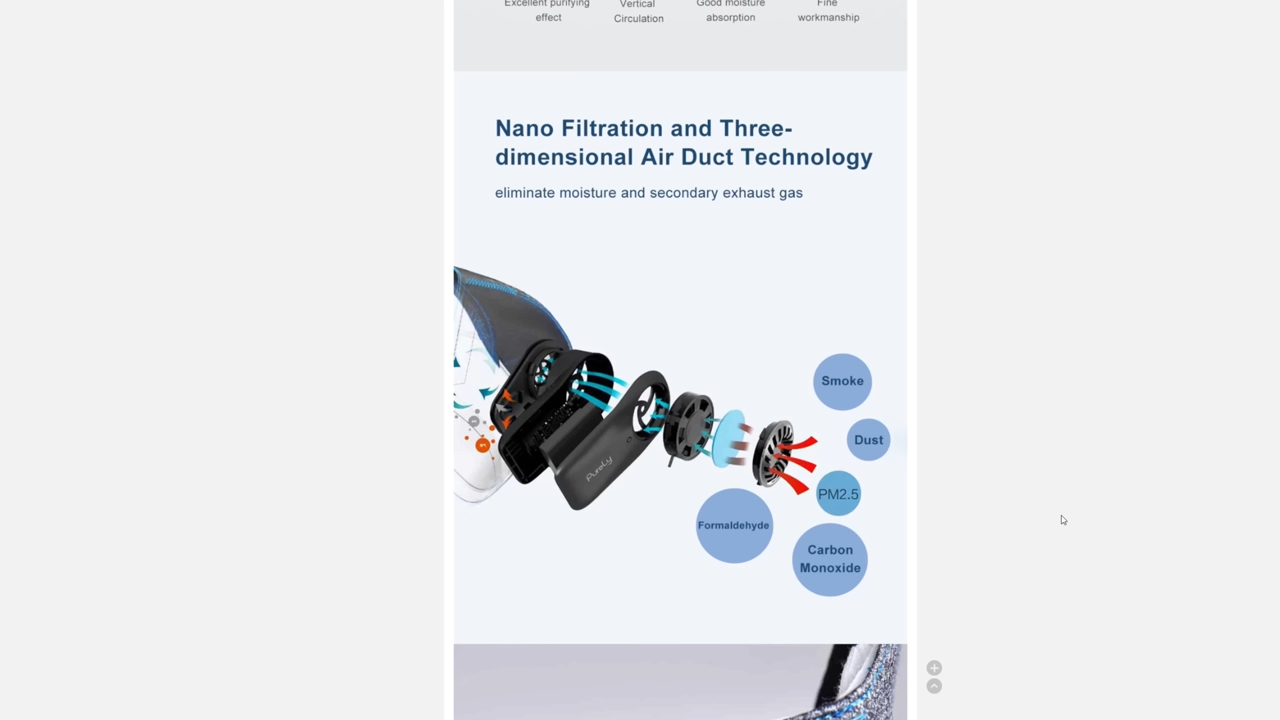 Excellent purifying
effect
Vertical
Circulation
Good moisture
absorption
Fine
workmanship
Nano Filtration and Three-
dimensional Air Duct Technology
eliminate moisture and secondary exhaust gas
Smoke
Dust
PM2.5
Purely
Formaldehyde
Carbon
Monoxide